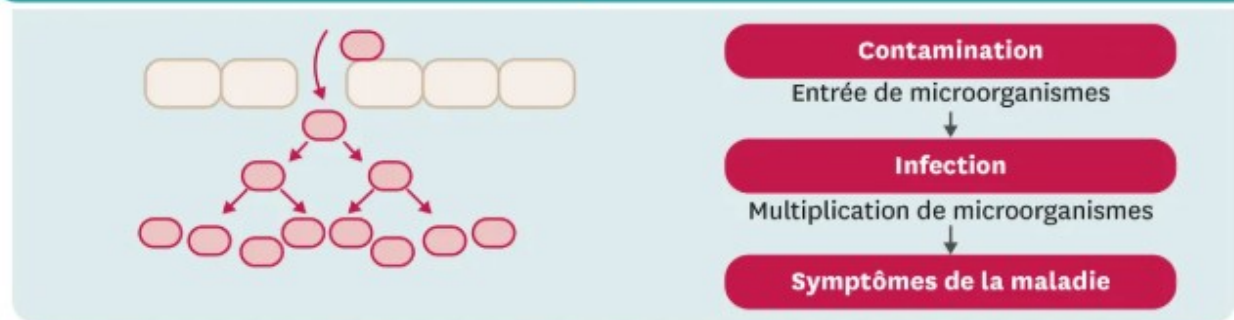 Contamination
Entrée de microorganismes
Infection
Multiplication de microorganismes
Symptômes de la maladie